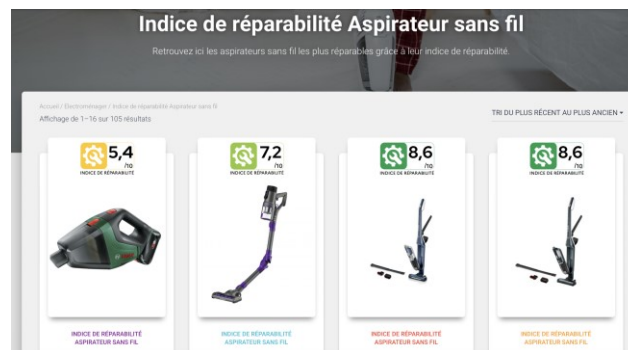 Indice de réparabilité Aspirateur sans fil
Retrouvez ici les aspirateurs sans fil les plus réparables grâce à leur indice de réparabilité.
Accueil / Electroménager / Indice de réparabilité Aspirateur sans fil
Affichage de 1–16 sur 105 résultats
TRI DU PLUS RÉCENT AU PLUS ANCIEN
5,4
/10
INDICE DE RÉPARABILITÉ
7,2
/10
INDICE DE RÉPARABILITÉ
8,6
/10
INDICE DE RÉPARABILITÉ
8,6
/10
INDICE DE RÉPARABILITÉ
INDICE DE RÉPARABILITÉ
ASPIRATEUR SANS FIL
INDICE DE RÉPARABILITÉ
ASPIRATEUR SANS FIL
INDICE DE RÉPARABILITÉ
ASPIRATEUR SANS FIL
INDICE DE RÉPARABILITÉ
ASPIRATEUR SANS FIL